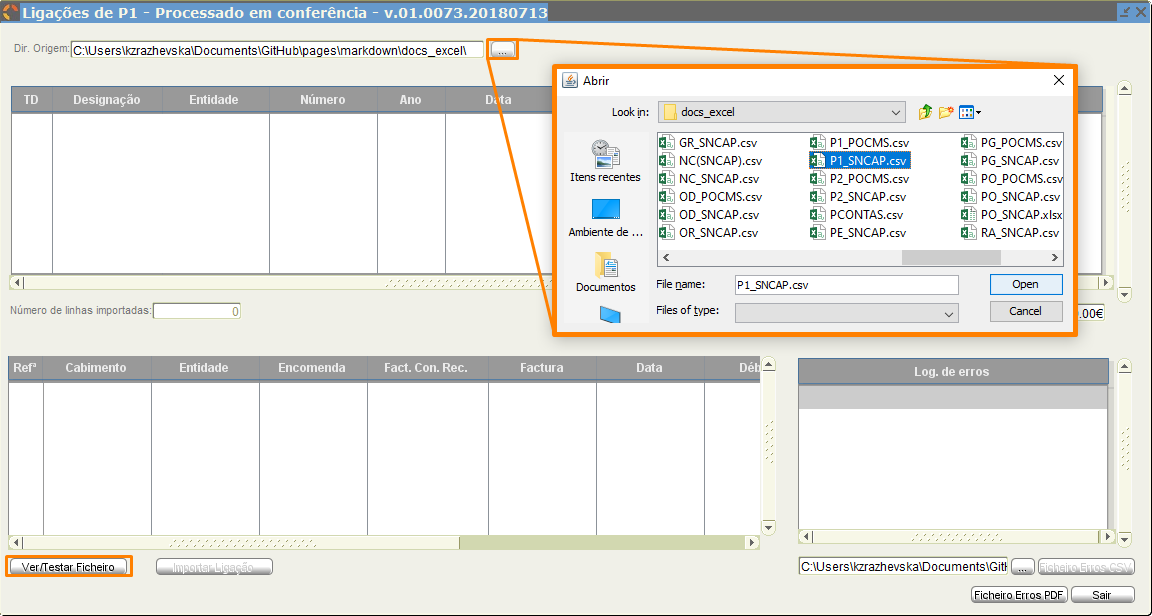 Ligações de P1 - Processado em conferência - v.01.0073.20180713
Dir. Origem: C:\Users\kzrazhevska\Documents\GitHub\pages\markdown\docs_excel\ ...
TD Designação Entidade Número Ano Data
Abrir
Look in: docs_excel
Itens recentes
Ambiente de ...
Documentos
GR_SNCAP.csv P1_POCMS.csv PG_POCMS.csv
NC(SNCAP).csv P1_SNCAP.csv PG_SNCAP.csv
NC_SNCAP.csv P2_POCMS.csv PO_POCMS.csv
OD_POCMS.csv P2_SNCAP.csv PO_SNCAP.csv
OD_SNCAP.csv PCONTAS.csv PO_SNCAP.xlsx
OR_SNCAP.csv PE_SNCAP.csv RA_SNCAP.csv
File name: P1_SNCAP.csv Open
Files of type: Cancel
Número de linhas importadas: 0 .00€
Refª Cabimento Entidade Encomenda Fact. Con. Rec. Factura Data Déb
Log. de erros
Ver/Testar Ficheiro Importar Ligação
C:\Users\kzrazhevska\Documents\GitH ... Ficheiro Erros CSV
Ficheiro Erros PDF Sair